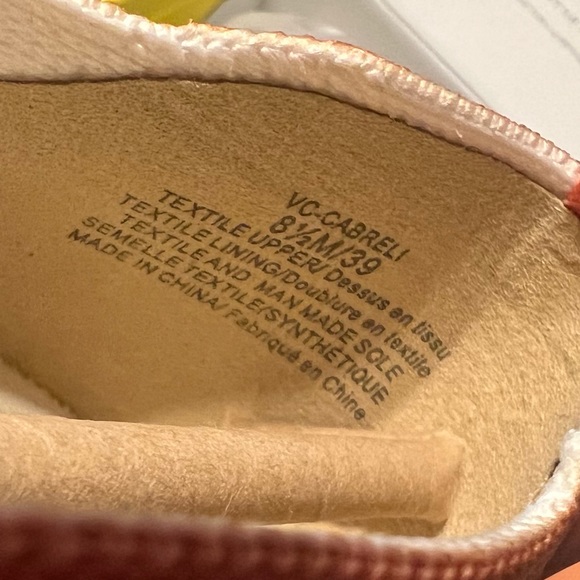 VC-CABRELI
8½M/39
TEXTILE UPPER/Dessus en tissu
TEXTILE LINING/Doublure en textile
TEXTILE AND MAN MADE SOLE
SEMELLE TEXTILE/SYNTHÉTIQUE
MADE IN CHINA/ Fabriqué en Chine